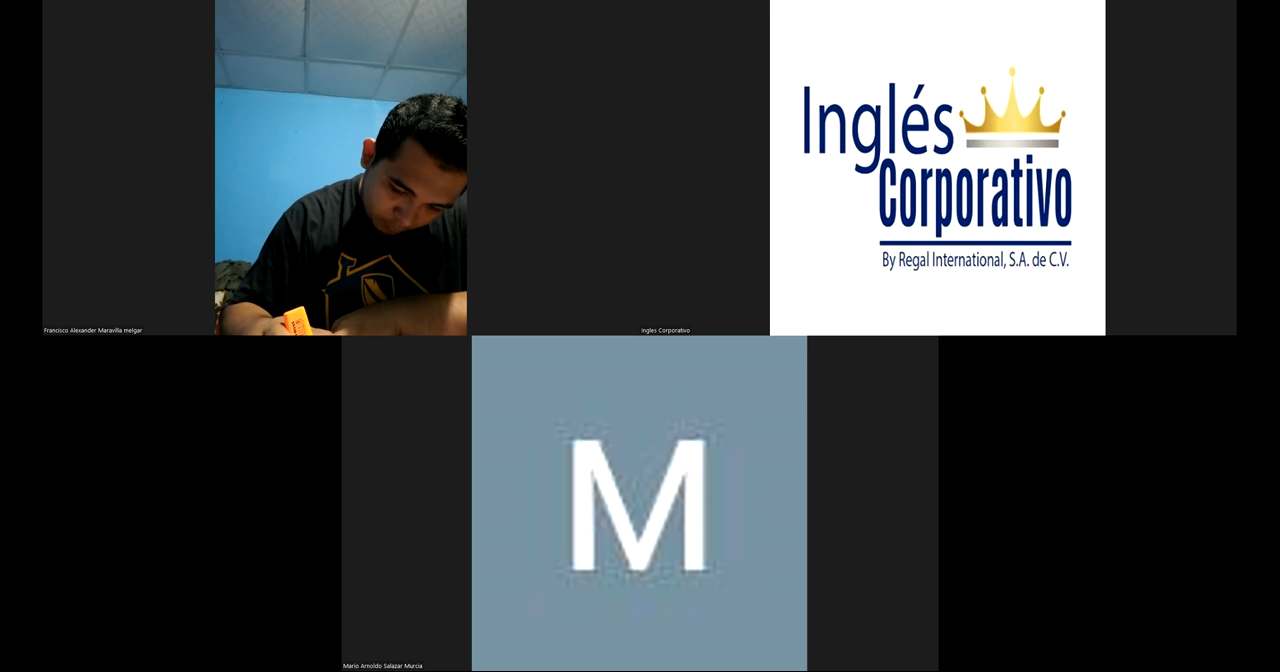 Inglés
Corporativo
By Regal International, S.A. de C.V.
Francisco Alexander Maravilla melgar
Ingles Corporativo
M
Mario Arnoldo Salazar Murcia